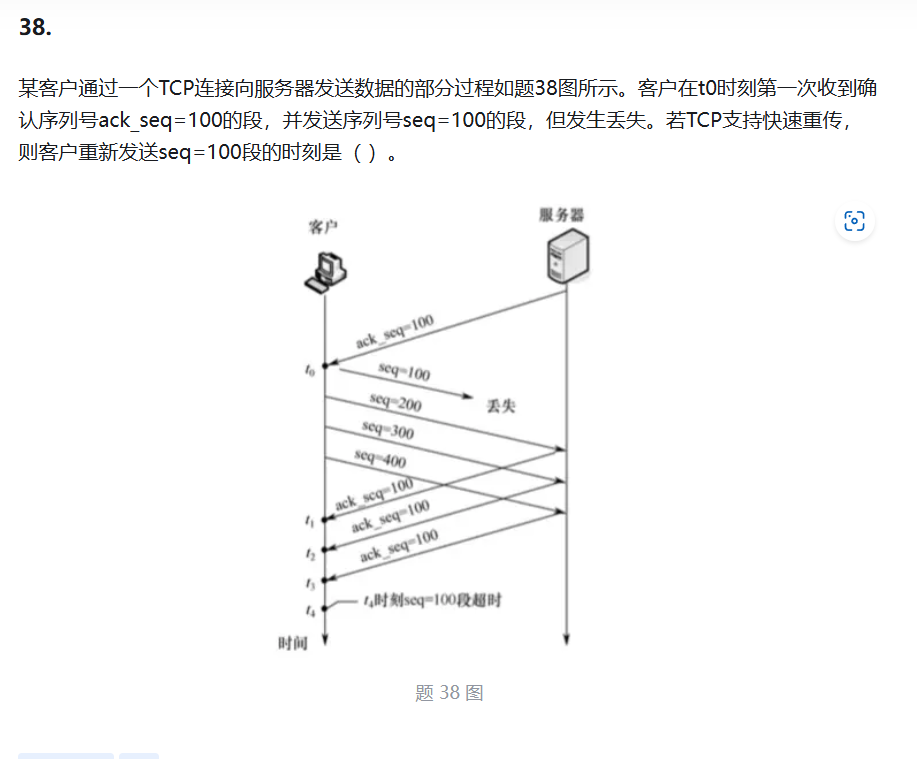 38.
某客户通过一个TCP连接向服务器发送数据的部分过程如题38图所示。客户在t0时刻第一次收到确
认序列号ack_seq=100的段，并发送序列号seq=100的段，但发生丢失。若TCP支持快速重传，
则客户重新发送seq=100段的时刻是（ ）。
客户
服务器
ack_seq=100
t0
seq=100
丢失
seq=200
seq=300
seq=400
ack_seq=100
t1
ack_seq=100
t2
ack_seq=100
t3
t4
t4时刻seq=100段超时
时间
题 38 图